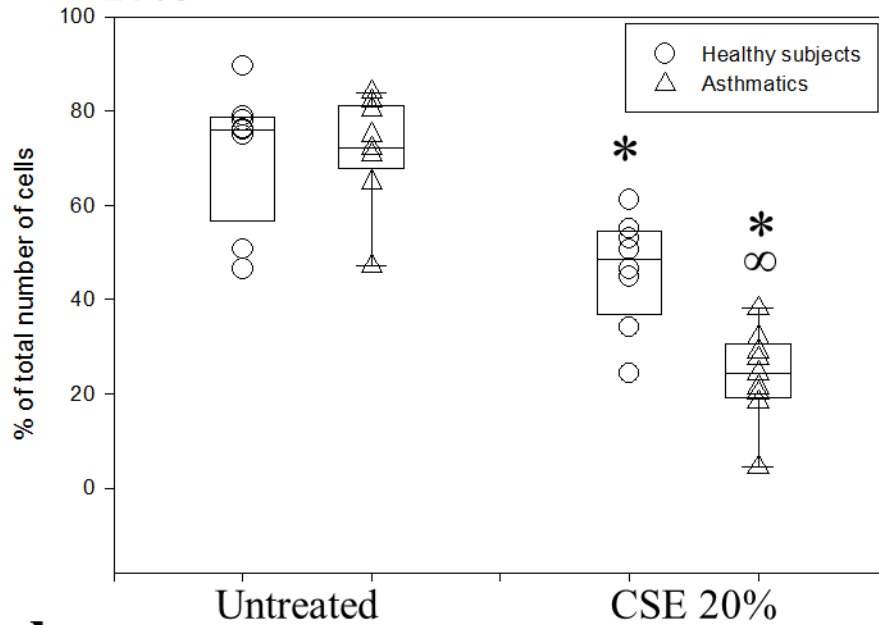 100
Healthy subjects
Asthmatics
80
*
60
*
∞
40
20
0
% of total number of cells
Untreated
CSE 20%